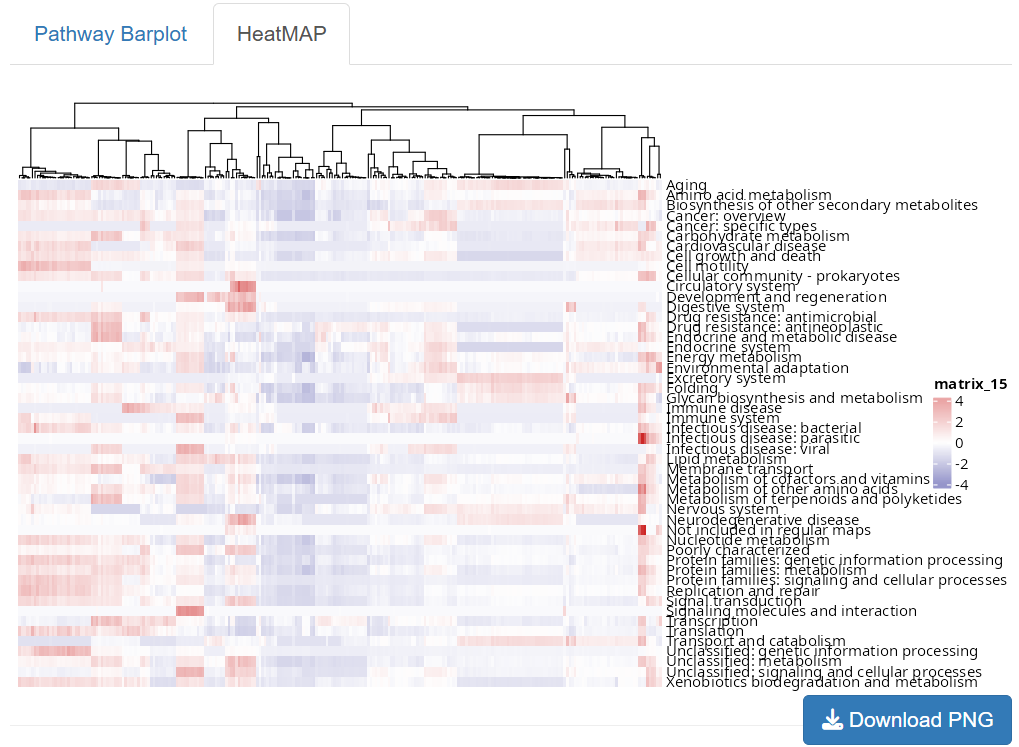 Pathway Barplot
HeatMAP
Aging
Amino acid metabolism
Biosynthesis of other secondary metabolites
Cancer: overview
Cancer: specific types
Carbohydrate metabolism
Cardiovascular disease
Cell growth and death
Cell motility
Cellular community - prokaryotes
Circulatory system
Development and regeneration
Digestive system
Drug resistance: antimicrobial
Drug resistance: antineoplastic
Endocrine and metabolic disease
Endocrine system
Energy metabolism
Environmental adaptation
Excretory system
Folding
Glycan biosynthesis and metabolism
Immune disease
Immune system
Infectious disease: bacterial
Infectious disease: parasitic
Infectious disease: viral
Lipid metabolism
Membrane transport
Metabolism of cofactors and vitamins
Metabolism of other amino acids
Metabolism of terpenoids and polyketides
Nervous system
Neurodegenerative disease
Not included in regular maps
Nucleotide metabolism
Poorly characterized
Protein families: genetic information processing
Protein families: metabolism
Protein families: signaling and cellular processes
Replication and repair
Signal transduction
Signaling molecules and interaction
Transcription
Translation
Transport and catabolism
Unclassified: genetic information processing
Unclassified: metabolism
Unclassified: signaling and cellular processes
Xenobiotics biodegradation and metabolism
matrix_15
4
2
0
-2
-4
Download PNG